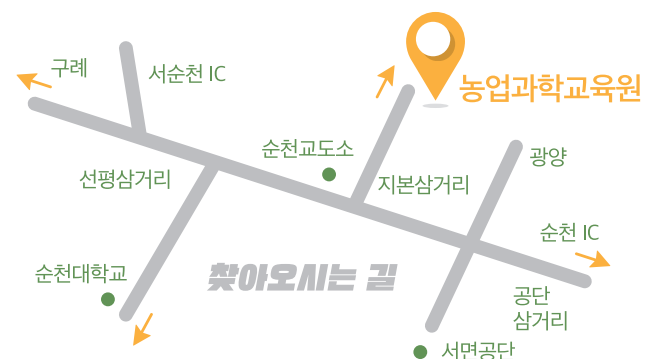 구례
서순천 IC
농업과학교육원
순천교도소
광양
선평삼거리
지본삼거리
순천 IC
순천대학교
찾아오시는 길
공단
삼거리
서면공단